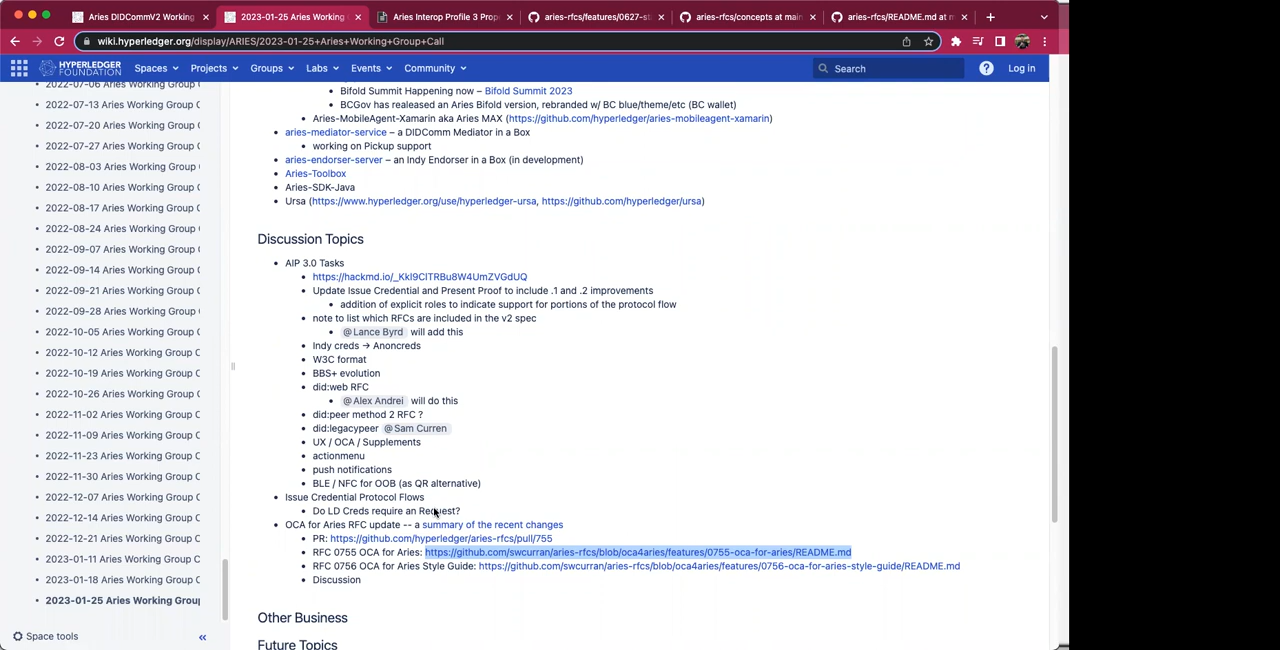 Aries DIDCommV2 Working
2023-01-25 Aries Working
Aries Interop Profile 3 Prop
aries-rfcs/features/0627-st
aries-rfcs/concepts at main
aries-rfcs/README.md at m
wiki.hyperledger.org/display/ARIES/2023-01-25+Aries+Working+Group+Call
HYPERLEDGER FOUNDATION
Spaces Projects Groups Labs Events Community
Search
Log in
2022-07-06 Aries Working Group C
2022-07-13 Aries Working Group C
2022-07-20 Aries Working Group C
2022-07-27 Aries Working Group C
2022-08-03 Aries Working Group C
2022-08-10 Aries Working Group C
2022-08-17 Aries Working Group C
2022-08-24 Aries Working Group C
2022-09-07 Aries Working Group C
2022-09-14 Aries Working Group C
2022-09-21 Aries Working Group C
2022-09-28 Aries Working Group C
2022-10-05 Aries Working Group C
2022-10-12 Aries Working Group C
2022-10-19 Aries Working Group C
2022-10-26 Aries Working Group C
2022-11-02 Aries Working Group C
2022-11-09 Aries Working Group C
2022-11-23 Aries Working Group C
2022-11-30 Aries Working Group C
2022-12-07 Aries Working Group C
2022-12-14 Aries Working Group C
2022-12-21 Aries Working Group C
2023-01-11 Aries Working Group C
2023-01-18 Aries Working Group C
2023-01-25 Aries Working Group
Space tools
Bifold Summit Happening now – Bifold Summit 2023
BCGov has realeased an Aries Bifold version, rebranded w/ BC blue/theme/etc (BC wallet)
Aries-MobileAgent-Xamarin aka Aries MAX (https://github.com/hyperledger/aries-mobileagent-xamarin)
aries-mediator-service – a DIDComm Mediator in a Box
working on Pickup support
aries-endorser-server – an Indy Endorser in a Box (in development)
Aries-Toolbox
Aries-SDK-Java
Ursa (https://www.hyperledger.org/use/hyperledger-ursa, https://github.com/hyperledger/ursa)
Discussion Topics
AIP 3.0 Tasks
https://hackmd.io/_KkI9CITRBu8W4UmZVGdUQ
Update Issue Credential and Present Proof to include .1 and .2 improvements
addition of explicit roles to indicate support for portions of the protocol flow
note to list which RFCs are included in the v2 spec
@Lance Byrd will add this
Indy creds → Anoncreds
W3C format
BBS+ evolution
did:web RFC
@Alex Andrei will do this
did:peer method 2 RFC ?
did:legacypeer @Sam Curren
UX / OCA / Supplements
actionmenu
push notifications
BLE / NFC for OOB (as QR alternative)
Issue Credential Protocol Flows
Do LD Creds require an Request?
OCA for Aries RFC update -- a summary of the recent changes
PR: https://github.com/hyperledger/aries-rfcs/pull/755
RFC 0755 OCA for Aries: https://github.com/swcurran/aries-rfcs/blob/oca4aries/features/0755-oca-for-aries/README.md
RFC 0756 OCA for Aries Style Guide: https://github.com/swcurran/aries-rfcs/blob/oca4aries/features/0756-oca-for-aries-style-guide/README.md
Discussion
Other Business
Future Topics